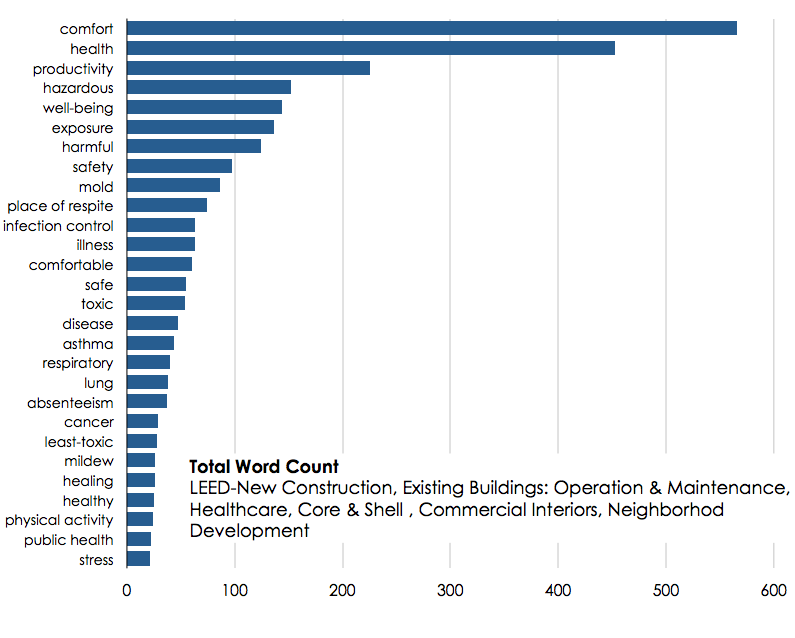 comfort
health
productivity
hazardous
well-being
exposure
harmful
safety
mold
place of respite
infection control
illness
comfortable
safe
toxic
disease
asthma
respiratory
lung
absenteeism
cancer
least-toxic
mildew
healing
healthy
physical activity
public health
stress
Total Word Count
LEED-New Construction, Existing Buildings: Operation & Maintenance,
Healthcare, Core & Shell , Commercial Interiors, Neighborhod
Development
0 100 200 300 400 500 600